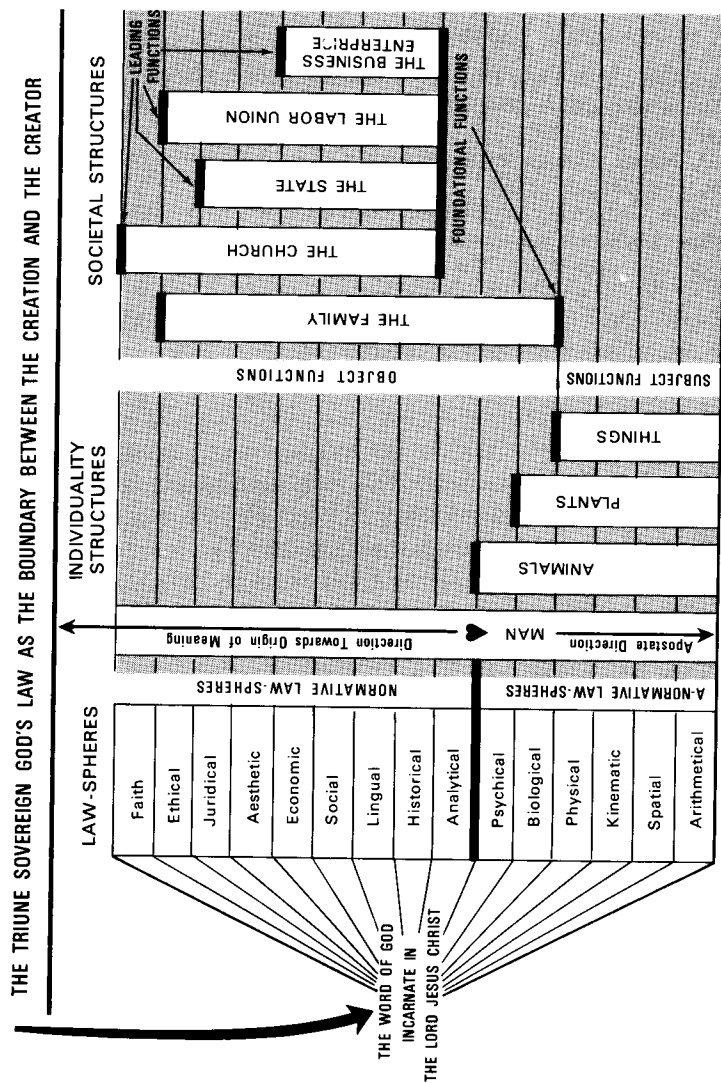 THE TRIUNE SOVEREIGN GOD'S LAW AS THE BOUNDARY BETWEEN THE CREATION AND THE CREATOR
LAW-SPHERES
INDIVIDUALITY
STRUCTURES
SOCIETAL STRUCTURES
THE WORD OF GOD
INCARNATE IN
THE LORD JESUS CHRIST
Faith
Ethical
Juridical
Aesthetic
Economic
Social
Lingual
Historical
Analytical
Psychical
Biological
Physical
Kinematic
Spatial
Arithmetical
NORMATIVE LAW-SPHERES
A-NORMATIVE LAW-SPHERES
Direction Towards Origin of Meaning
MAN
Apostate Direction
ANIMALS
PLANTS
THINGS
OBJECT FUNCTIONS
SUBJECT FUNCTIONS
THE FAMILY
THE CHURCH
THE STATE
THE LABOR UNION
THE BUSINESS
ENTERPRISE
LEADING
FUNCTIONS
FOUNDATIONAL FUNCTIONS